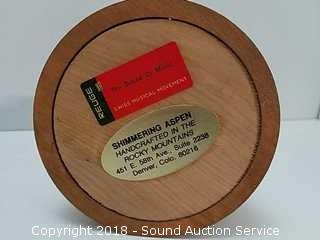 REUGE
The Sound Of Music
SWISS MUSICAL MOVEMENT
SHIMMERING ASPEN
HANDCRAFTED IN THE
ROCKY MOUNTAINS
451 E. 58th Ave., Suite 2238
Denver, Colo. 80216
Copyright 2018 - Sound Auction Service